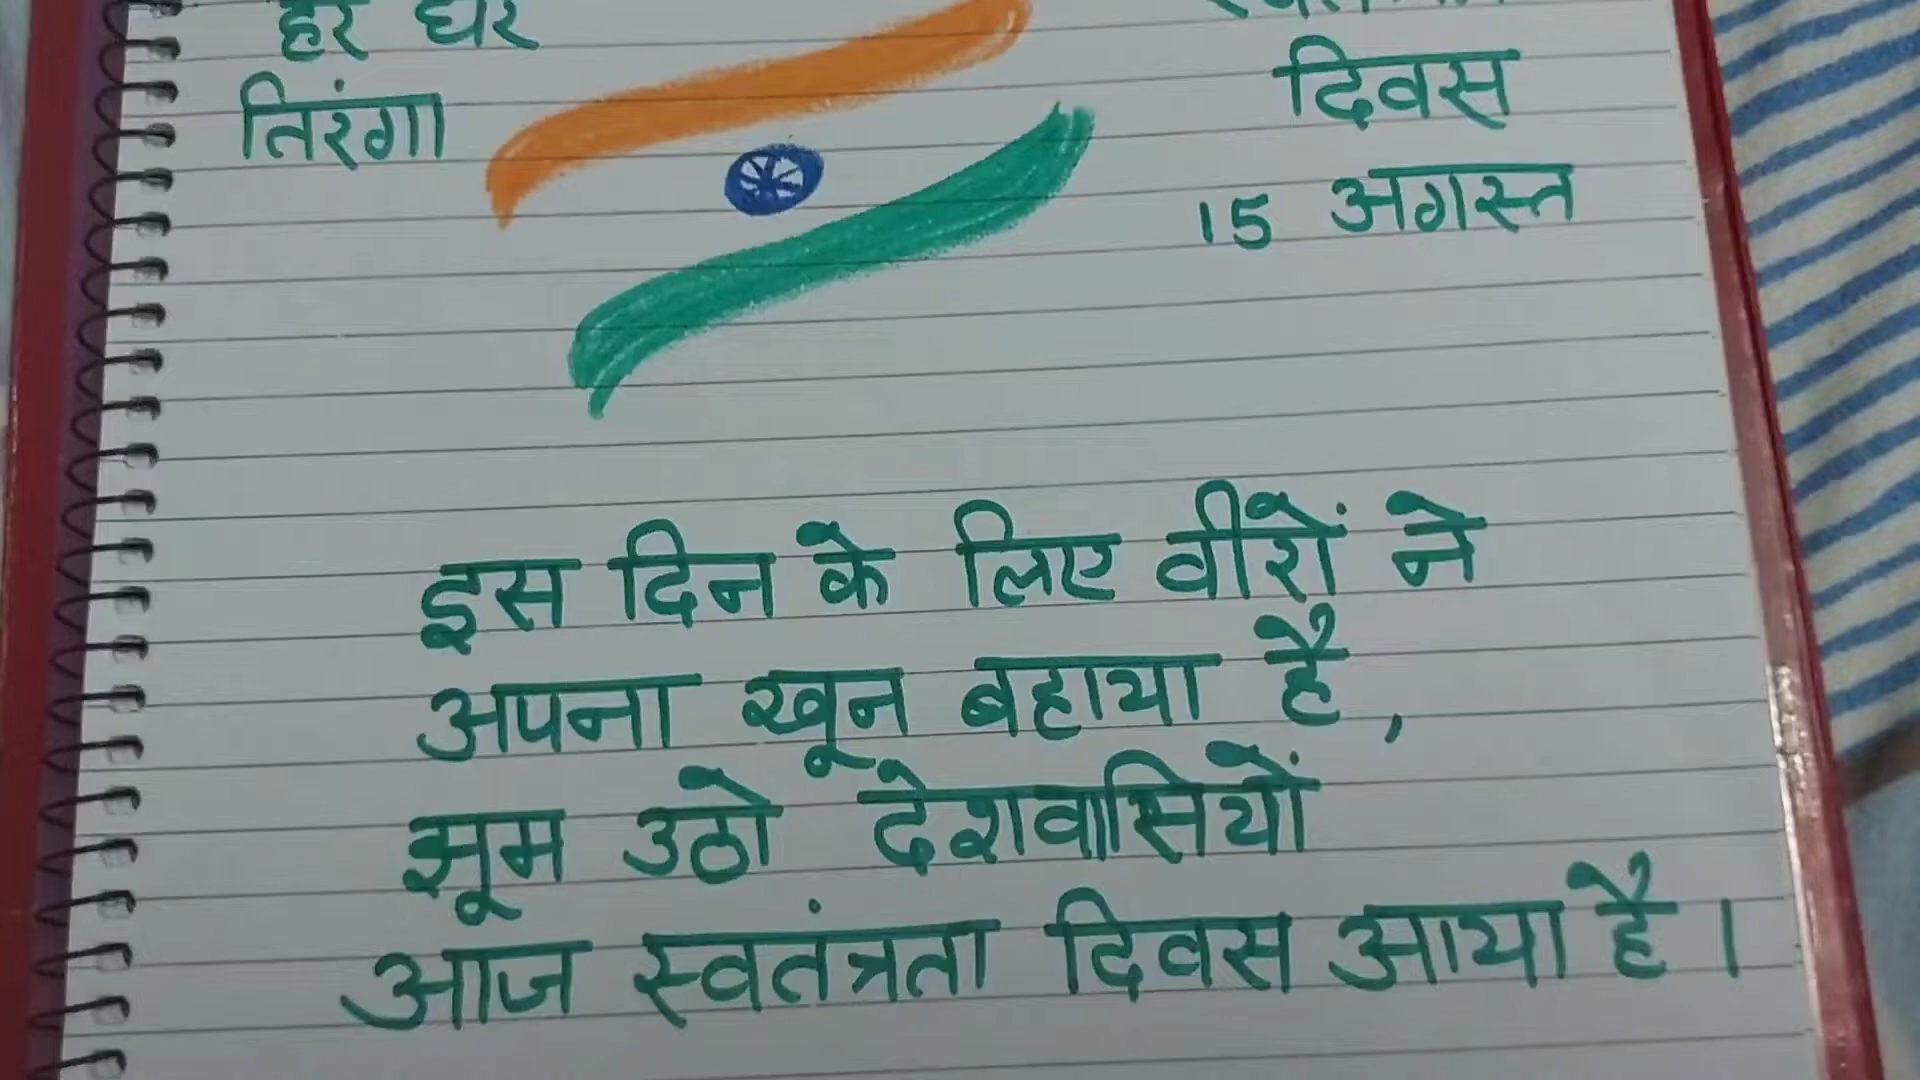 हर घर
तिरंगा
दिवस
15 अगस्त
इस दिन के लिए वीरों ने
अपना खून बहाया है,
झूम उठो देशवासियों
आज स्वतंत्रता दिवस आया है।